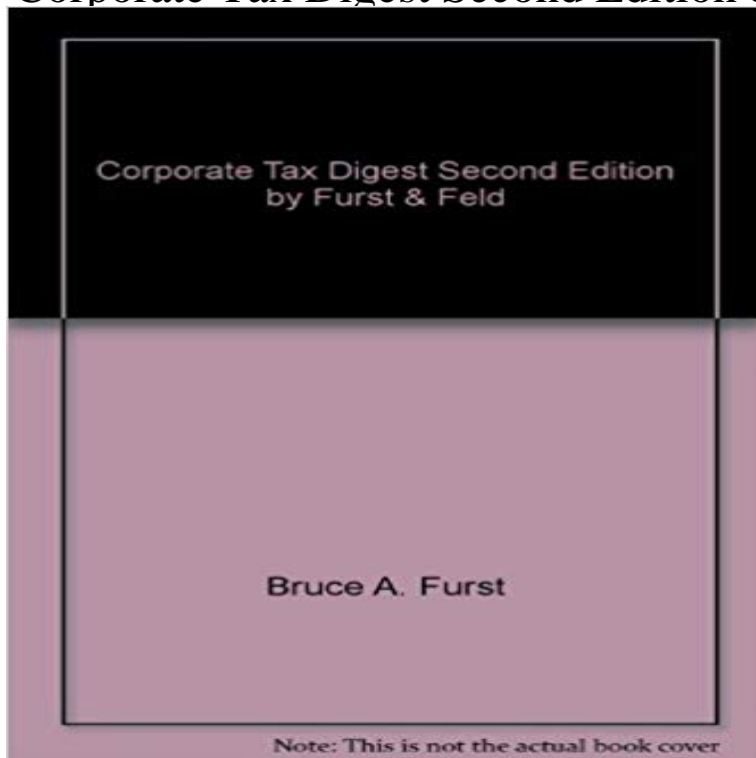 Corporate Tax Digest Second Edition
Corporate Tax Digest Second Edition
by Furst & Feld
Bruce A. Furst
Note: This is not the actual book cover